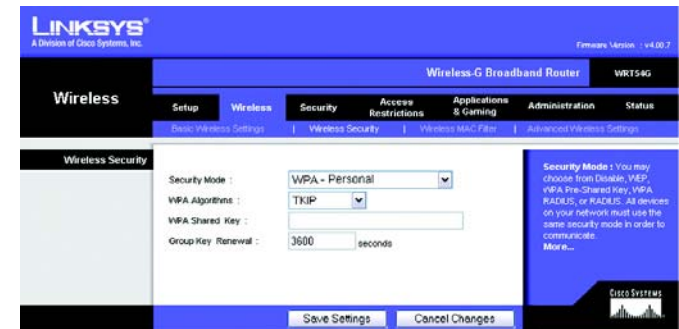 LINKSYS®
A Division of Cisco Systems, Inc.
Firmware Version : v4.00.7
Wireless-G Broadband Router WRT54G
Wireless
Setup Wireless Security Access Restrictions Applications & Gaming Administration Status
Basic Wireless Settings | Wireless Security | Wireless MAC Filter | Advanced Wireless Settings
Wireless Security
Security Mode : WPA - Personal
WPA Algorithms : TKIP
WPA Shared Key :
Group Key Renewal : 3600 seconds
Security Mode : You may
choose from Disable, WEP,
WPA Pre-Shared Key, WPA
RADIUS, or RADIUS. All devices
on your network must use the
same security mode in order to
communicate.
More...
CISCO SYSTEMS
Save Settings Cancel Changes